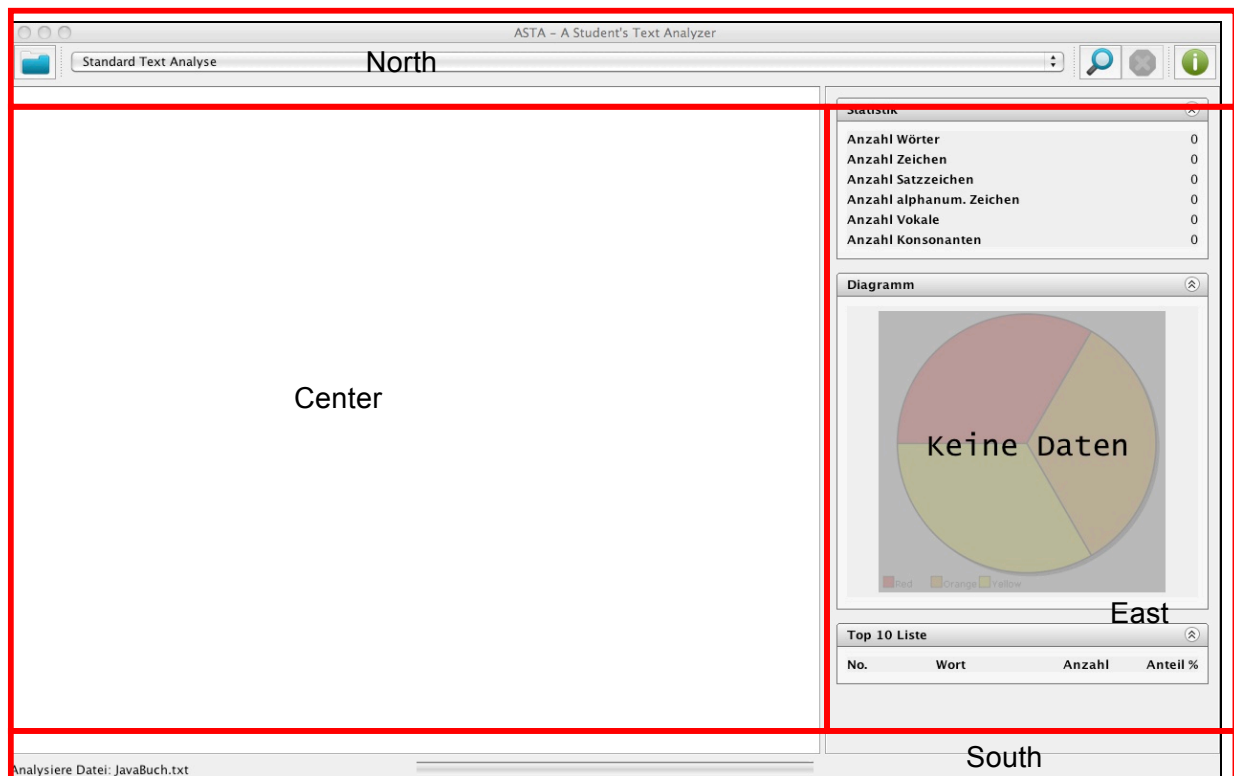 ASTA – A Student's Text Analyzer
Standard Text Analyse
North
Statistik
Anzahl Wörter 0
Anzahl Zeichen 0
Anzahl Satzzeichen 0
Anzahl alphanum. Zeichen 0
Anzahl Vokale 0
Anzahl Konsonanten 0
Diagramm
Center
Keine Daten
Red Orange Yellow
East
Top 10 Liste
No. Wort Anzahl Anteil %
South
Analysiere Datei: JavaBuch.txt